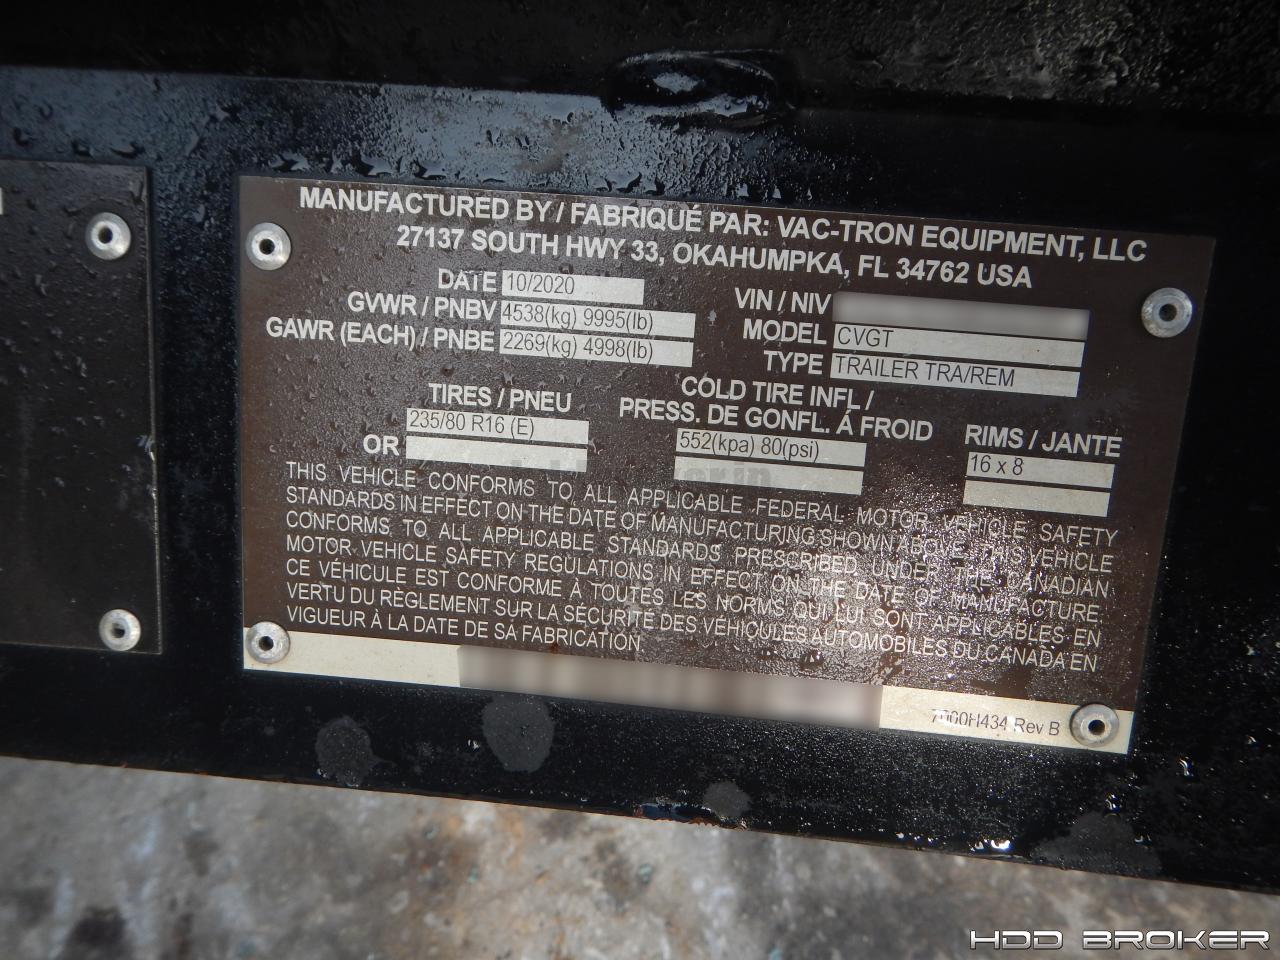 MANUFACTURED BY / FABRIQUÉ PAR: VAC-TRON EQUIPMENT, LLC
27137 SOUTH HWY 33, OKAHUMPKA, FL 34762 USA
DATE 10/2020
GVWR / PNBV 4538(kg) 9995(lb)
GAWR (EACH) / PNBE 2269(kg) 4998(lb)
VIN / NIV
MODEL CVGT
TYPE TRAILER TRA/REM
TIRES / PNEU
235/80 R16 (E)
OR
COLD TIRE INFL /
PRESS. DE GONFL. Á FROID
552(kpa) 80(psi)
RIMS / JANTE
16 x 8
THIS VEHICLE CONFORMS TO ALL APPLICABLE FEDERAL MOTOR VEHICLE SAFETY
STANDARDS IN EFFECT ON THE DATE OF MANUFACTURING SHOWN ABOVE. THIS VEHICLE
CONFORMS TO ALL APPLICABLE STANDARDS PRESCRIBED UNDER THE CANADIAN
MOTOR VEHICLE SAFETY REGULATIONS IN EFFECT ON THE DATE OF MANUFACTURE.
CE VÉHICULE EST CONFORME À TOUTES LES NORMS QUI LUI SONT APPLICABLES EN
VERTU DU RÈGLEMENT SUR LA SÉCURITÉ DES VÉHICULES AUTOMOBILES DU CANADA EN
VIGUEUR À LA DATE DE SA FABRICATION.
7000H434 Rev B
HDD BROKER